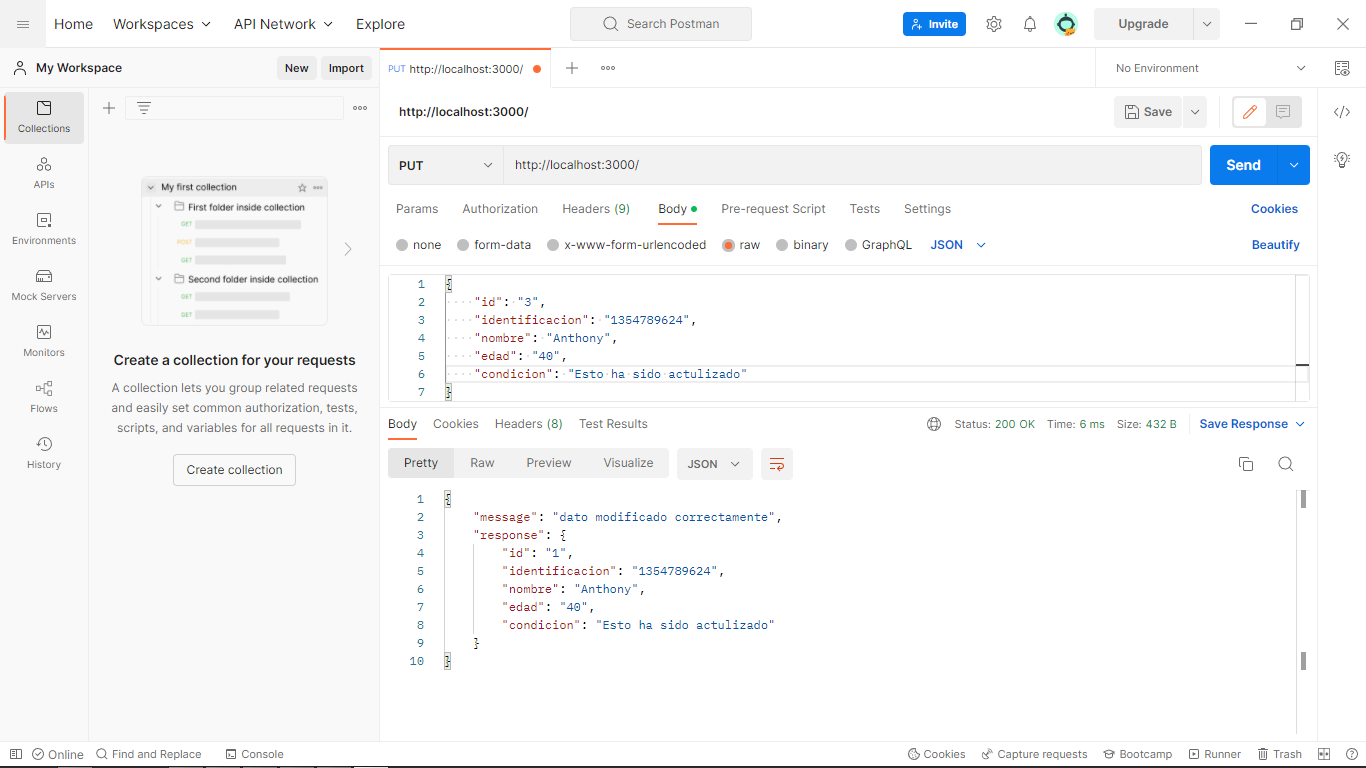 Home Workspaces API Network Explore Search Postman Invite Upgrade
My Workspace New Import PUT http://localhost:3000/ No Environment
Collections
APIs
Environments
Mock Servers
Monitors
Flows
History
My first collection
First folder inside collection
GET
POST
GET
Second folder inside collection
GET
GET
Create a collection for your requests
A collection lets you group related requests
and easily set common authorization, tests,
scripts, and variables for all requests in it.
Create collection
http://localhost:3000/ Save
PUT http://localhost:3000/ Send
Params Authorization Headers (9) Body Pre-request Script Tests Settings Cookies
none form-data x-www-form-urlencoded raw binary GraphQL JSON Beautify
1 {
2 "id": "3",
3 "identificacion": "1354789624",
4 "nombre": "Anthony",
5 "edad": "40",
6 "condicion": "Esto ha sido actulizado"
7 }
Body Cookies Headers (8) Test Results Status: 200 OK Time: 6 ms Size: 432 B Save Response
Pretty Raw Preview Visualize JSON
1 {
2 "message": "dato modificado correctamente",
3 "response": {
4 "id": "1",
5 "identificacion": "1354789624",
6 "nombre": "Anthony",
7 "edad": "40",
8 "condicion": "Esto ha sido actulizado"
9 }
10 }
Online Find and Replace Console Cookies Capture requests Bootcamp Runner Trash